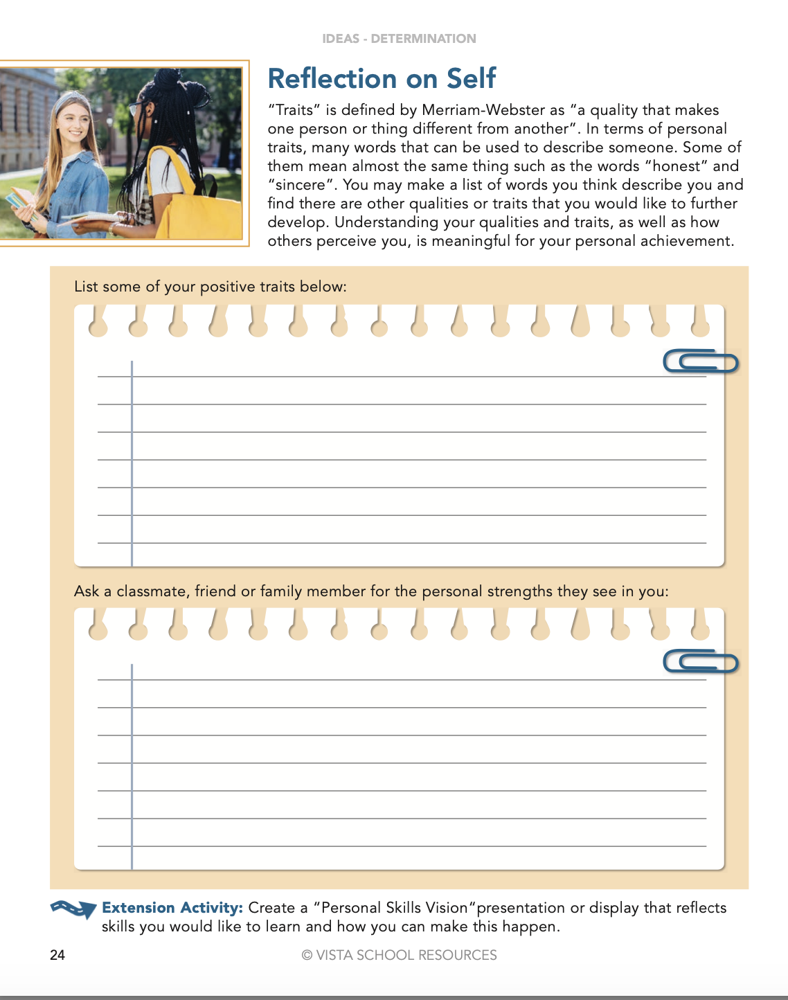 IDEAS - DETERMINATION
Reflection on Self
“Traits” is defined by Merriam-Webster as “a quality that makes
one person or thing different from another”. In terms of personal
traits, many words that can be used to describe someone. Some of
them mean almost the same thing such as the words “honest” and
“sincere”. You may make a list of words you think describe you and
find there are other qualities or traits that you would like to further
develop. Understanding your qualities and traits, as well as how
others perceive you, is meaningful for your personal achievement.
List some of your positive traits below:
Ask a classmate, friend or family member for the personal strengths they see in you:
Extension Activity: Create a “Personal Skills Vision“presentation or display that reflects
skills you would like to learn and how you can make this happen.
24
© VISTA SCHOOL RESOURCES